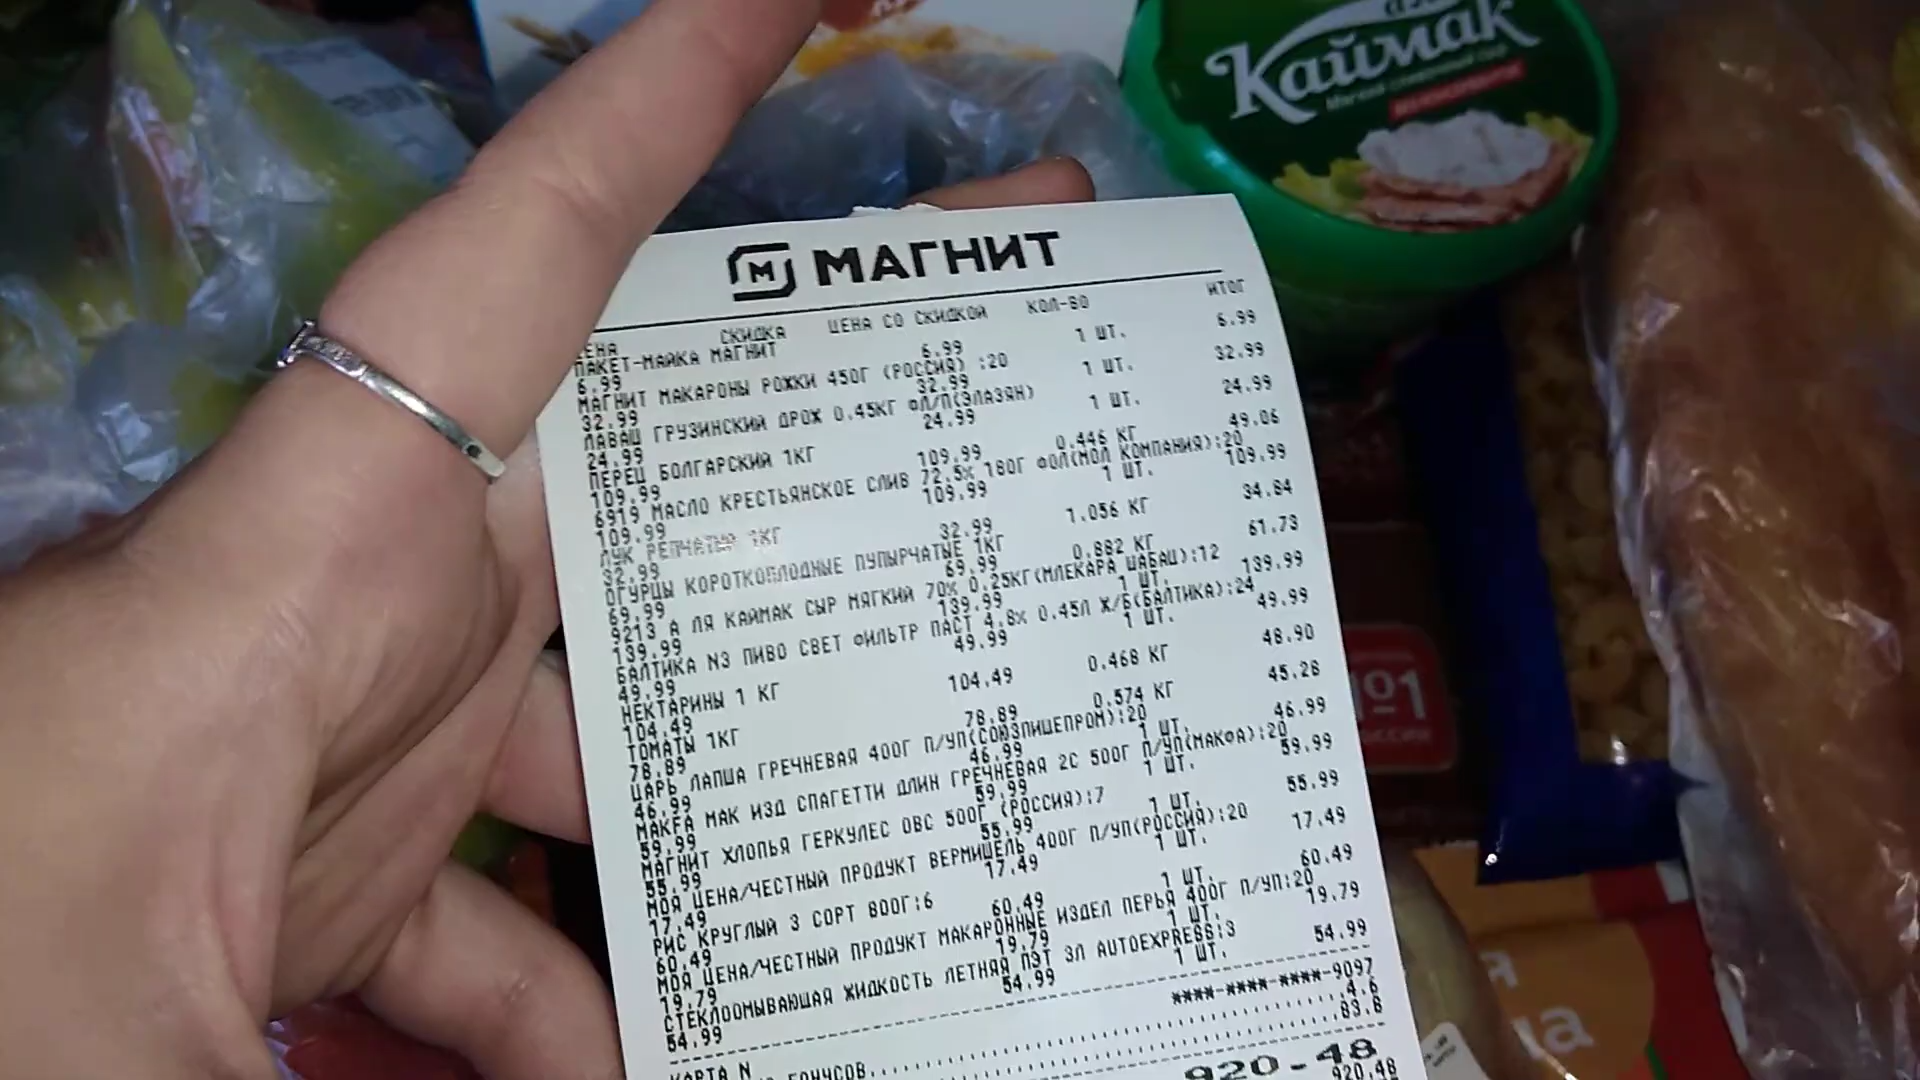 Каймак
МАГНИТ
СКИДКА ЦЕНА СО СКИДКОЙ КОЛ-ВО ИТОГ
ПАКЕТ-МАЙКА МАГНИТ
6.99 6.99 1 ШТ. 6.99
МАГНИТ МАКАРОНЫ РОЖКИ 450Г (РОССИЯ) :20
32.99 32.99 1 ШТ. 32.99
ЛАВАШ ГРУЗИНСКИЙ ДРОЖ 0.45КГ ФЛ/П(ЭЛАЗЯН)
24.99 24.99 1 ШТ. 24.99
ПЕРЕЦ БОЛГАРСКИЙ 1КГ
109.99 109.99 0.446 КГ 49.06
6919 МАСЛО КРЕСТЬЯНСКОЕ СЛИВ 72.5% 180Г ФОЛ(МОЛ КОМПАНИЯ):20
109.99 109.99 1 ШТ. 109.99
ЛУК РЕПЧАТЫЙ 1КГ
32.99 32.99 1.056 КГ 34.84
ОГУРЦЫ КОРОТКОПЛОДНЫЕ ПУПЫРЧАТЫЕ 1КГ
69.99 69.99 0.882 КГ 61.73
9213 А ЛЯ КАЙМАК СЫР МЯГКИЙ 70% 0.25КГ(МЛЕКАРА ШАБАЦ):12
139.99 139.99 1 ШТ. 139.99
БАЛТИКА N3 ПИВО СВЕТ ФИЛЬТР ПАСТ 4.8% 0.45Л Ж/Б(БАЛТИКА):24
49.99 49.99 1 ШТ. 49.99
НЕКТАРИНЫ 1 КГ
104.49 104.49 0.468 КГ 48.90
ТОМАТЫ 1КГ
78.89 78.89 0.574 КГ 45.28
ЦАРЬ ЛАПША ГРЕЧНЕВАЯ 400Г П/УП(СОЮЗПИЩЕПРОМ):20
46.99 46.99 1 ШТ. 46.99
МАКFА МАК ИЗД СПАГЕТТИ ДЛИН ГРЕЧНЕВАЯ 2С 500Г П/УП(МАКФА):20
59.99 59.99 1 ШТ. 59.99
МАГНИТ ХЛОПЬЯ ГЕРКУЛЕС ОВС 500Г (РОССИЯ):7
55.99 55.99 1 ШТ. 55.99
МОЯ ЦЕНА/ЧЕСТНЫЙ ПРОДУКТ ВЕРМИШЕЛЬ 400Г П/УП(РОССИЯ):20
17.49 17.49 1 ШТ. 17.49
РИС КРУГЛЫЙ 3 СОРТ 800Г:6
60.49 60.49 1 ШТ. 60.49
МОЯ ЦЕНА/ЧЕСТНЫЙ ПРОДУКТ МАКАРОННЫЕ ИЗДЕЛ ПЕРЬЯ 400Г П/УП:20
19.79 19.79 1 ШТ. 19.79
СТЕКЛООМЫВАЮЩАЯ ЖИДКОСТЬ ЛЕТНЯЯ ПЭТ 3Л AUTOEXPRESS:3
54.99 54.99 1 ШТ. 54.99
КАРТА N ****-****-****-9097
БОНУСОВ 4.6
83.8
920-48
920.48
№1